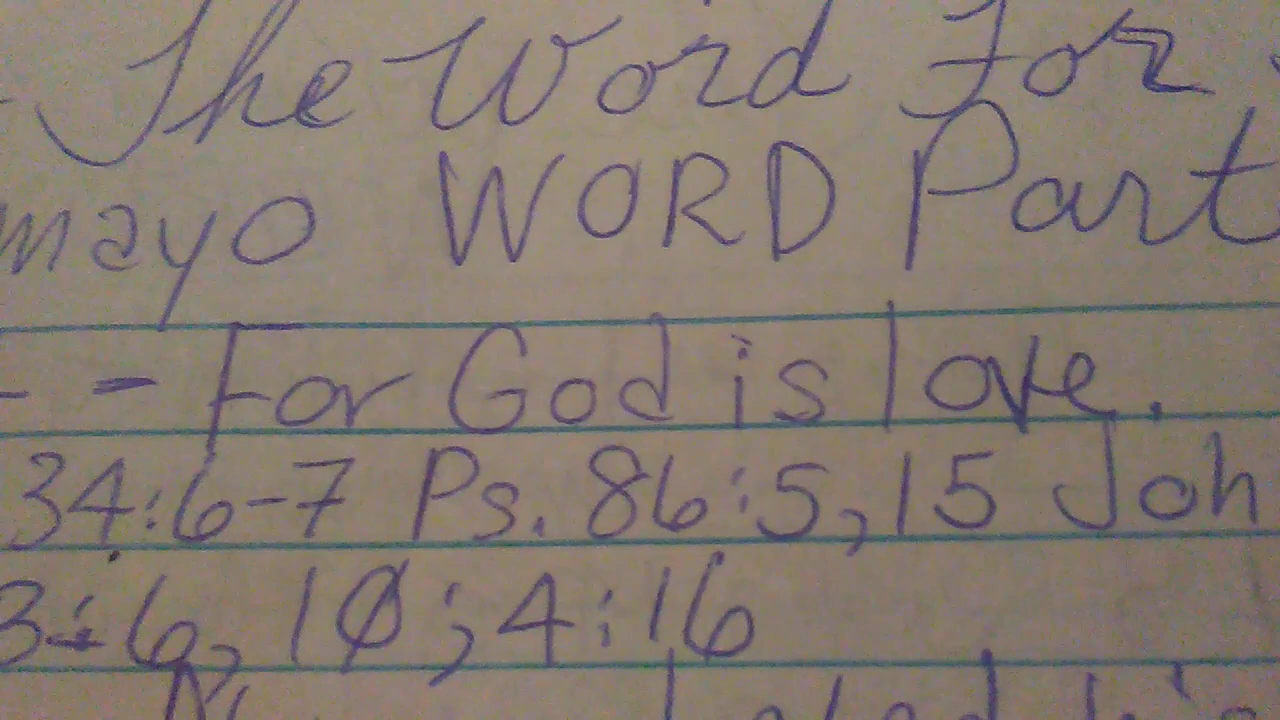 The Word For
mayo WORD Part
-- For God is love.
34:6-7 Ps. 86:5,15 Joh
3:6,10;4:16